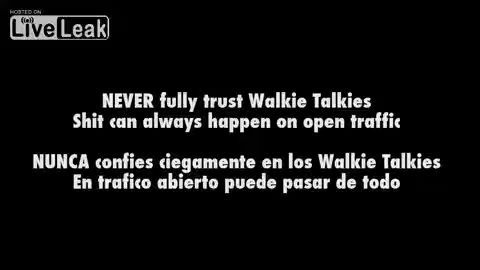 HOSTED ON
LiveLeak
NEVER fully trust Walkie Talkies
Shit can always happen on open traffic
NUNCA confies ciegamente en los Walkie Talkies
En trafico abierto puede pasar de todo